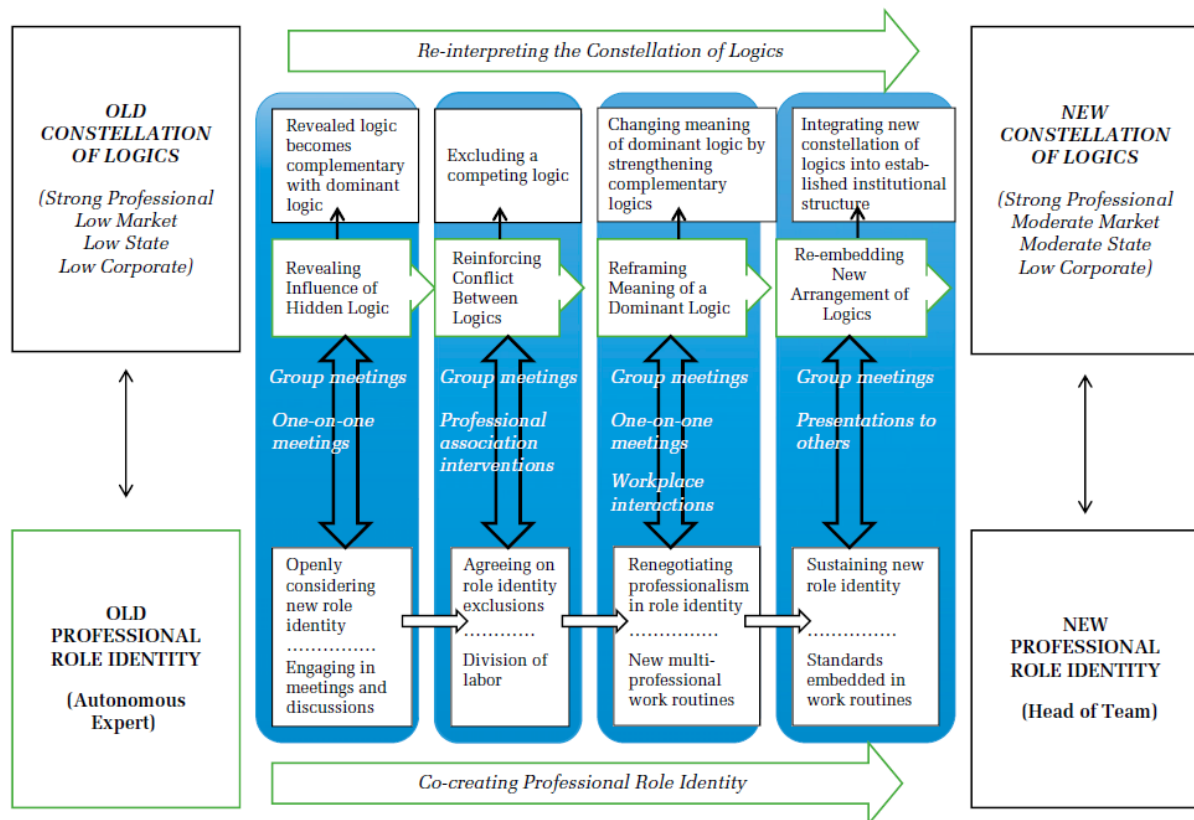 Re-interpreting the Constellation of Logics
OLD
CONSTELLATION
OF LOGICS
(Strong Professional
Low Market
Low State
Low Corporate)
Revealed logic
becomes
complementary
with dominant
logic
Excluding a
competing logic
Changing meaning
of dominant logic by
strengthening
complementary
logics
Integrating new
constellation of
logics into estab-
lished institutional
structure
NEW
CONSTELLATION
OF LOGICS
(Strong Professional
Moderate Market
Moderate State
Low Corporate)
Revealing
Influence of
Hidden Logic
Reinforcing
Conflict
Between
Logics
Reframing
Meaning of a
Dominant Logic
Re-embedding
New
Arrangement of
Logics
Group meetings
One-on-one
meetings
Group meetings
Professional
association
interventions
Group meetings
One-on-one
meetings
Workplace
interactions
Group meetings
Presentations to
others
OLD
PROFESSIONAL
ROLE IDENTITY
(Autonomous
Expert)
Openly
considering
new role
identity
……………
Engaging in
meetings and
discussions
Agreeing on
role identity
exclusions
………….
Division of
labor
Renegotiating
professionalism
in role identity
……………
New multi-
professional
work routines
Sustaining new
role identity
……………
Standards
embedded in
work routines
NEW
PROFESSIONAL
ROLE IDENTITY
(Head of Team)
Co-creating Professional Role Identity